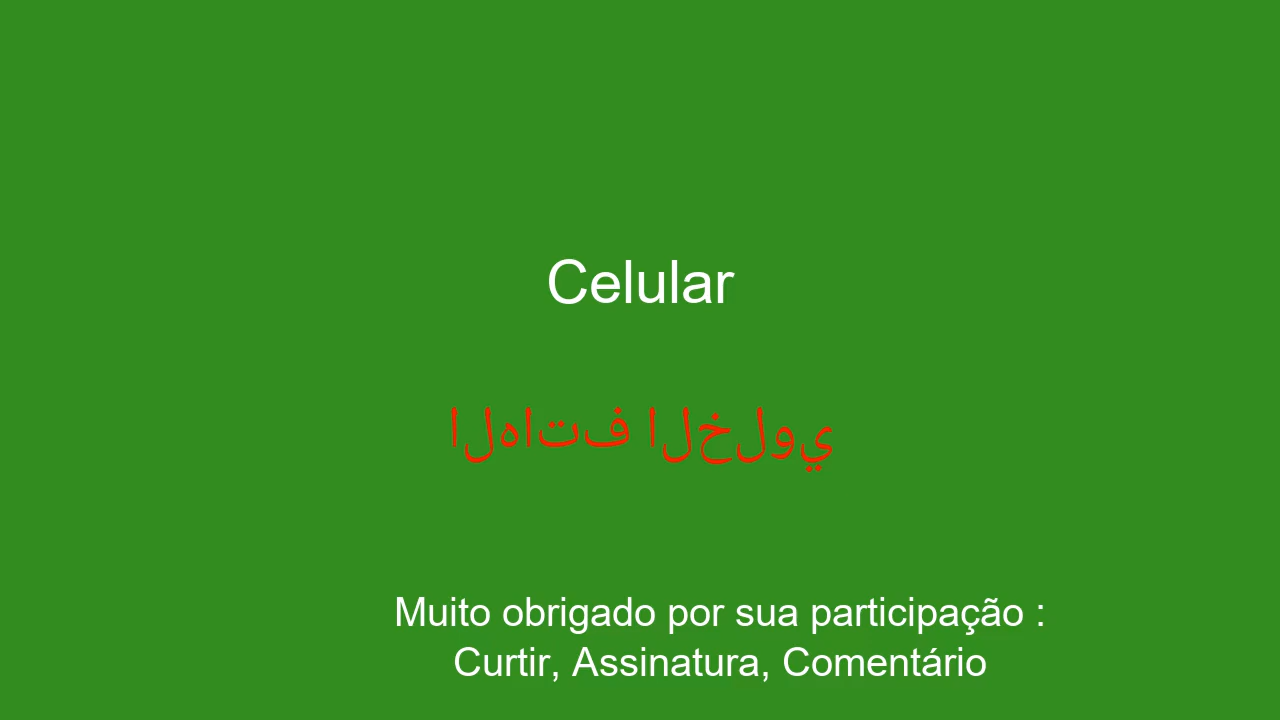 Celular
الهاتف الخلوي
Muito obrigado por sua participação :
Curtir, Assinatura, Comentário